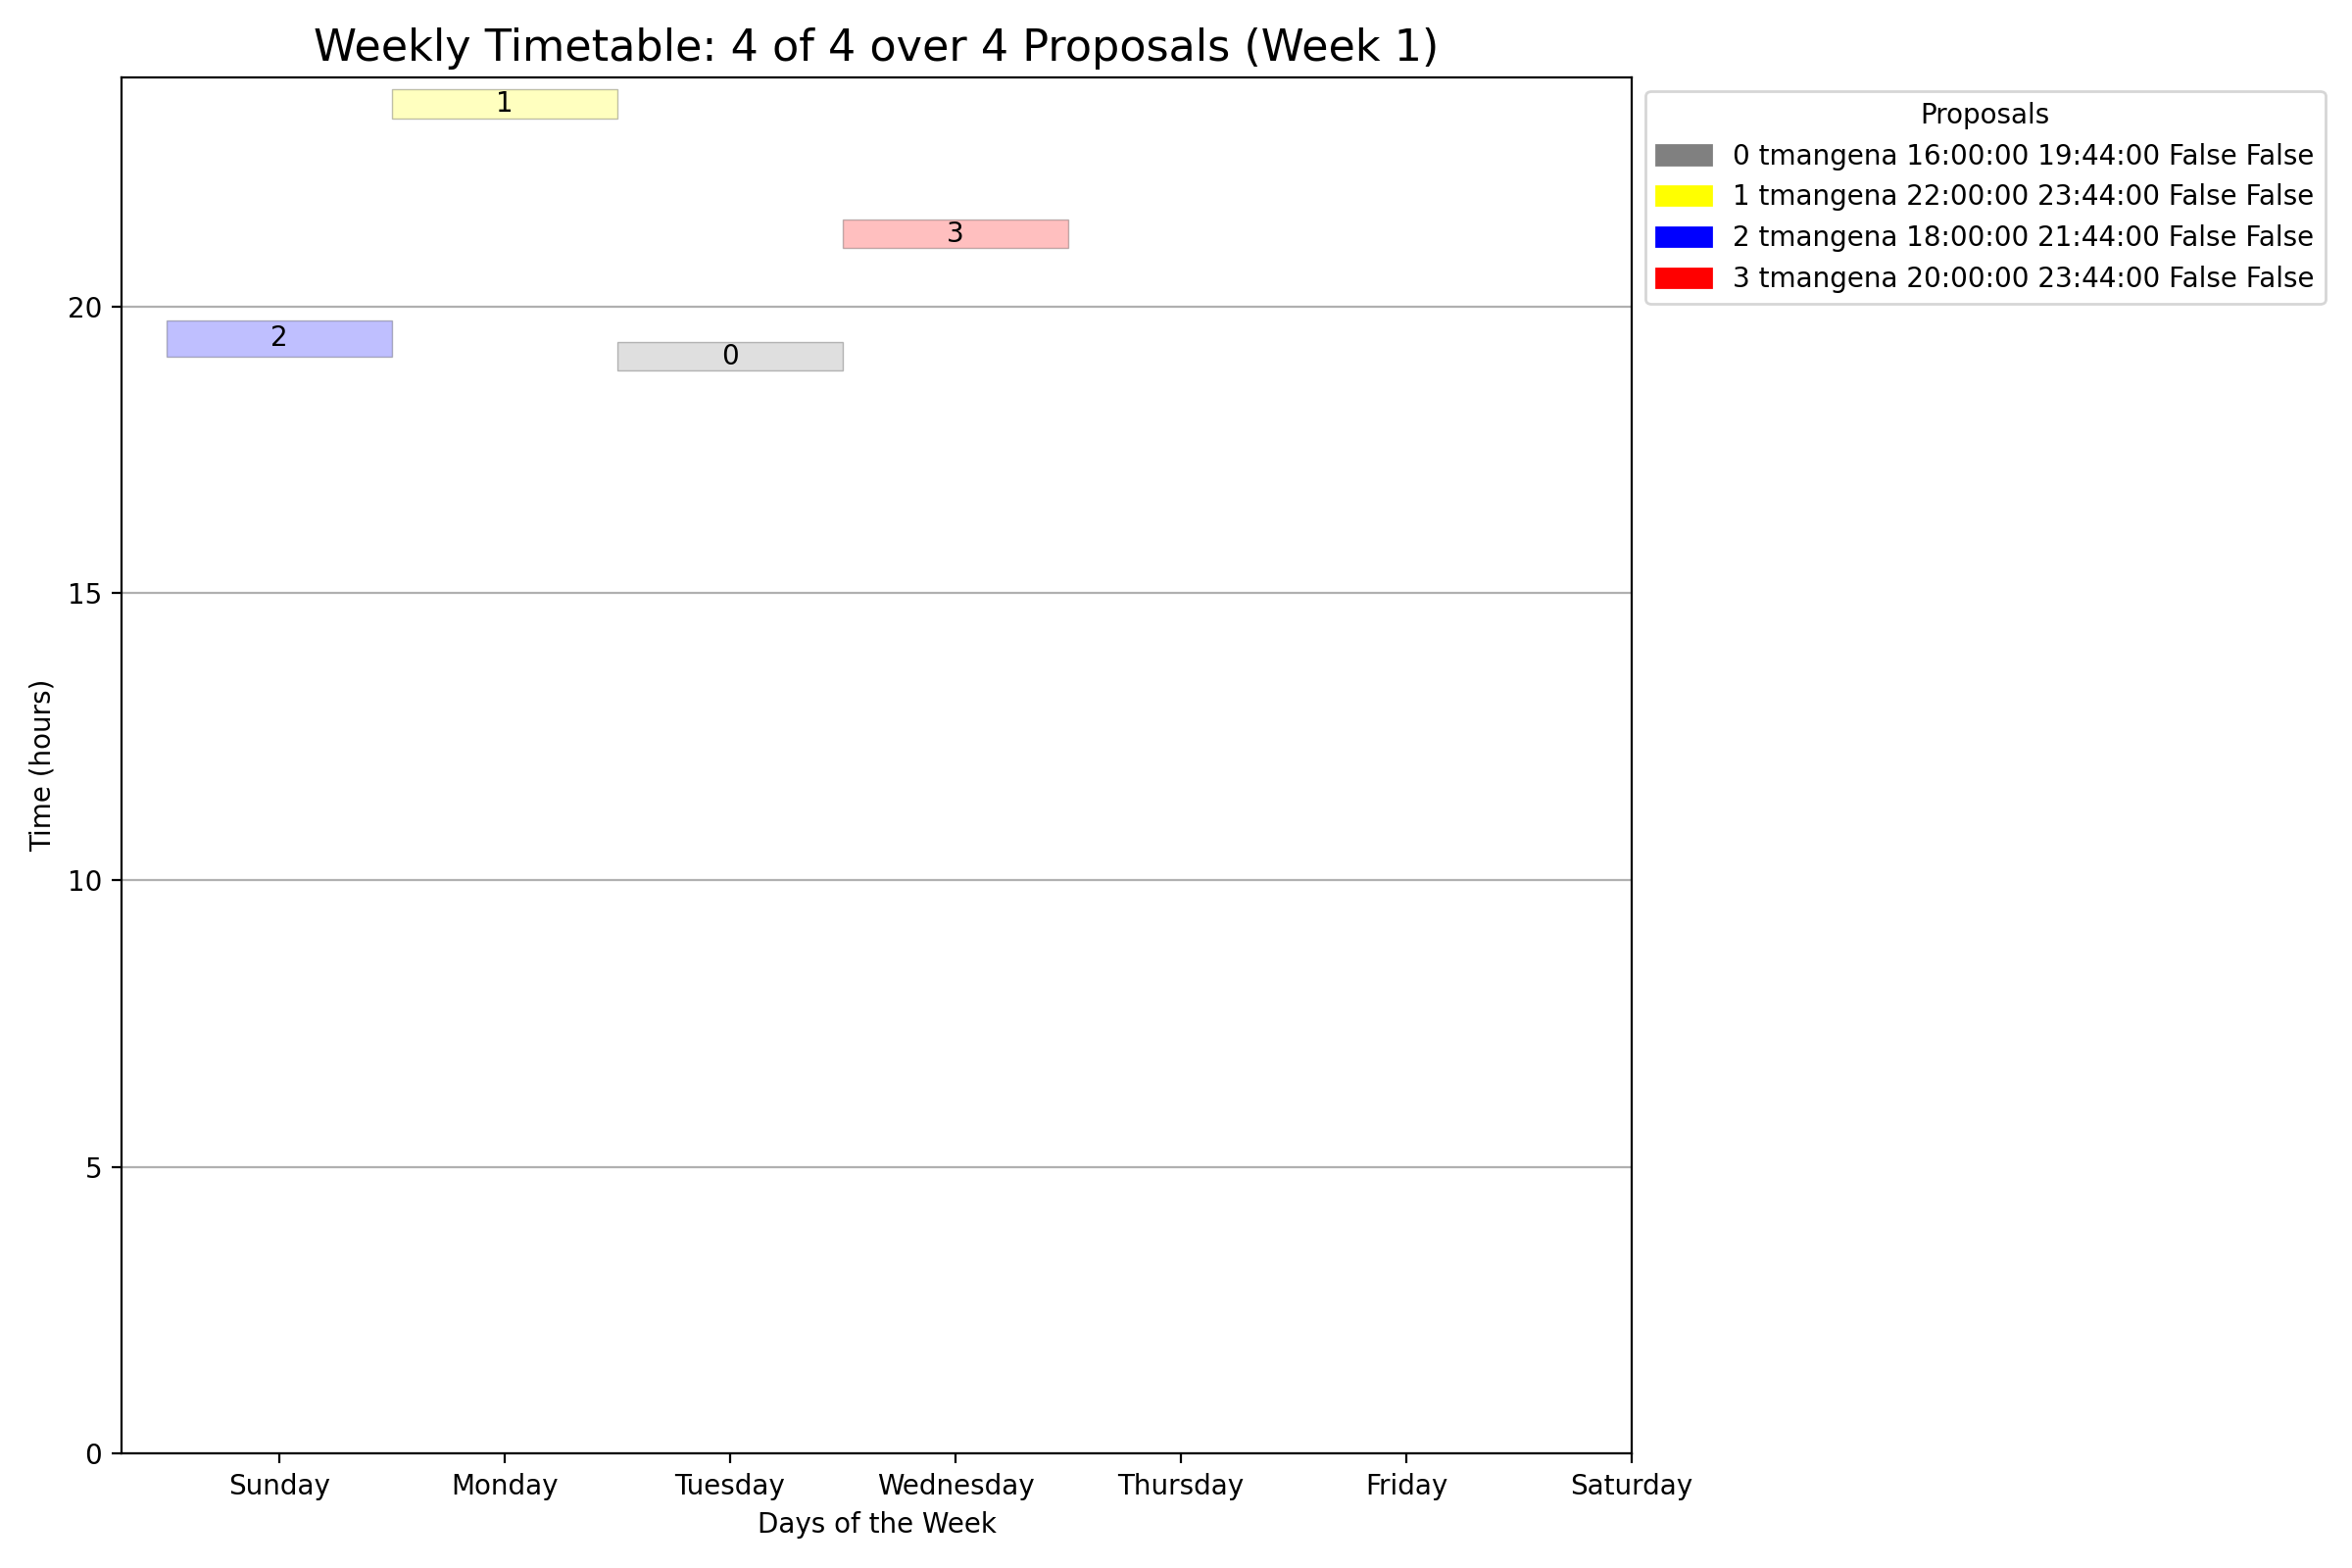 Weekly Timetable: 4 of 4 over 4 Proposals (Week 1)
Proposals
0 tmangena 16:00:00 19:44:00 False False
1 tmangena 22:00:00 23:44:00 False False
2 tmangena 18:00:00 21:44:00 False False
3 tmangena 20:00:00 23:44:00 False False
1
3
2
0
20
15
10
5
0
Time (hours)
Sunday Monday Tuesday Wednesday Thursday Friday Saturday
Days of the Week